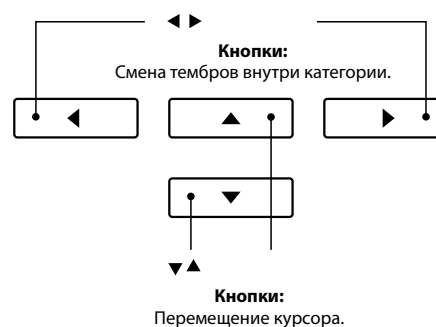 ◀ ▶
Кнопки:
Смена тембров внутри категории.
◀ ▲ ▶
▼
▼▲
Кнопки:
Перемещение курсора.